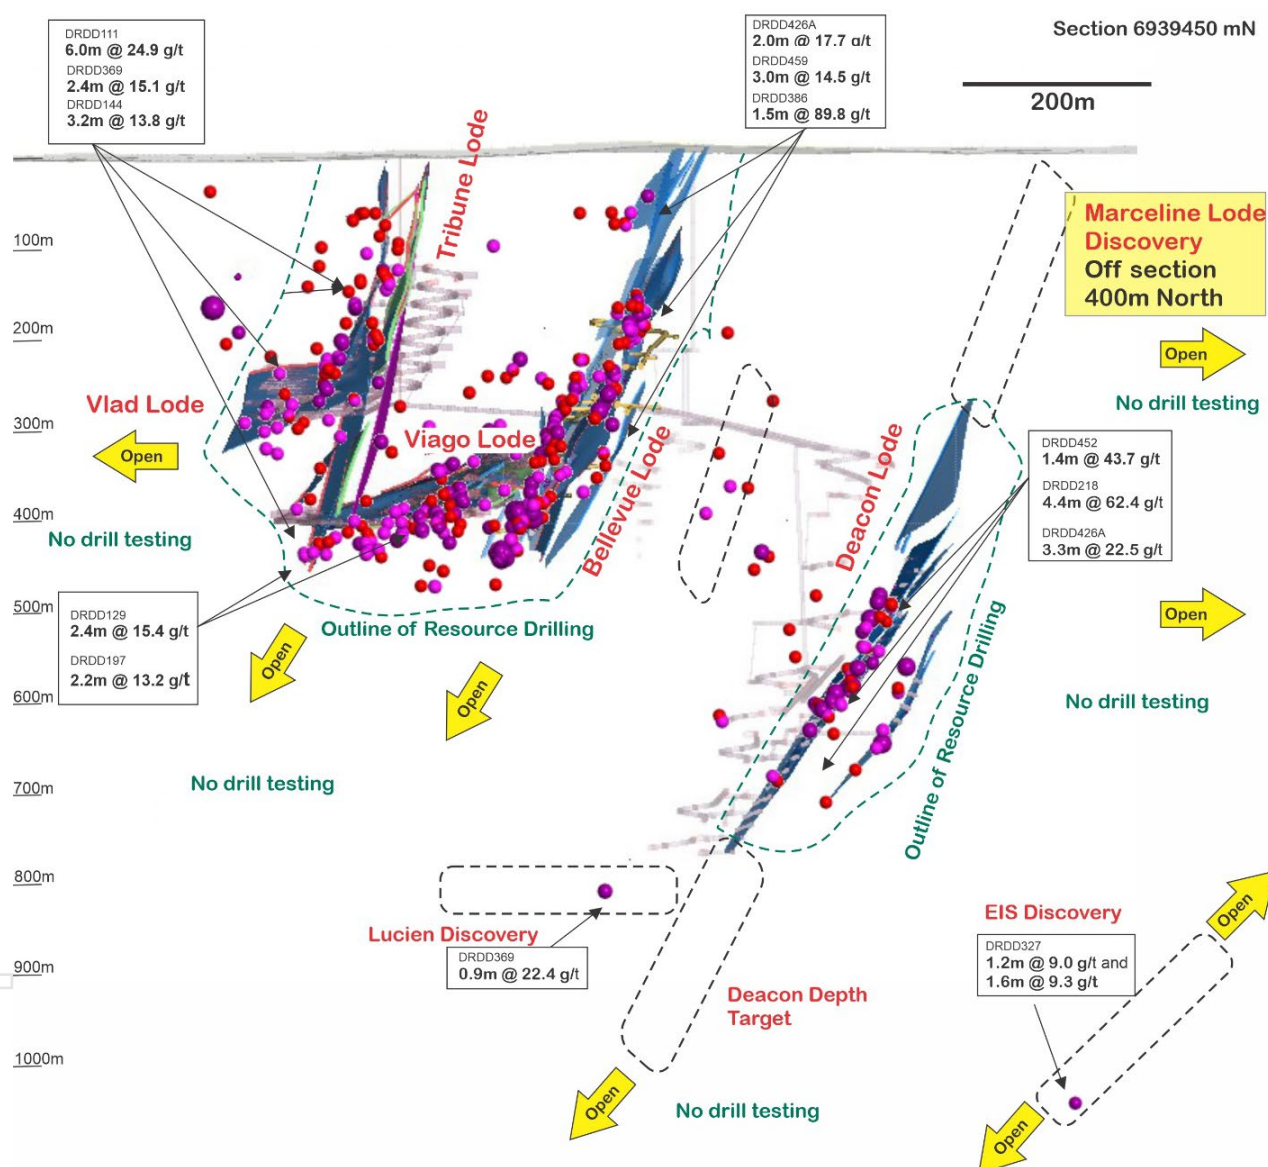 Section 6939450 mN
200m
DRDD111
6.0m @ 24.9 g/t
DRDD369
2.4m @ 15.1 g/t
DRDD144
3.2m @ 13.8 g/t
DRDD426A
2.0m @ 17.7 g/t
DRDD459
3.0m @ 14.5 g/t
DRDD386
1.5m @ 89.8 g/t
Tribune Lode
Marceline Lode
Discovery
Off section
400m North
100m
200m
Open
No drill testing
Vlad Lode
300m
Viago Lode
Open
Bellevue Lode
Deacon Lode
DRDD452
1.4m @ 43.7 g/t
DRDD218
4.4m @ 62.4 g/t
DRDD426A
3.3m @ 22.5 g/t
400m
No drill testing
500m
DRDD129
2.4m @ 15.4 g/t
DRDD197
2.2m @ 13.2 g/t
Outline of Resource Drilling
Open
Open
Open
Outline of Resource Drilling
600m
No drill testing
700m
No drill testing
800m
Lucien Discovery
DRDD369
0.9m @ 22.4 g/t
EIS Discovery
DRDD327
1.2m @ 9.0 g/t and
1.6m @ 9.3 g/t
Open
900m
Deacon Depth
Target
1000m
Open
No drill testing
Open